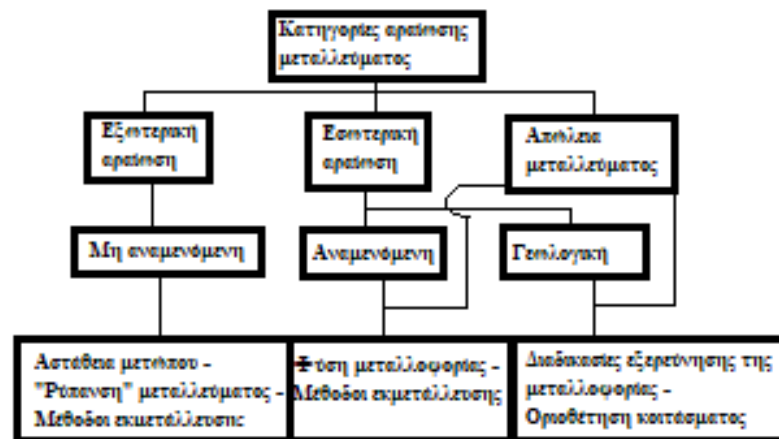 Κατηγορίες αραίωσης
μεταλλεύματος
Εξωτερική
αραίωση
Εσωτερική
αραίωση
Απώλεια
μεταλλεύματος
Μη αναμενόμενη
Αναμενόμενη
Γεωλογική
Αστάθεια μετώπου -
"Ρύπανση" μεταλλεύματος -
Μέθοδοι εκμετάλλευσης
Φύση μεταλλοφορίας -
Μέθοδοι εκμετάλλευσης
Διαδικασίες εξερεύνησης της
μεταλλοφορίας -
Οριοθέτηση κοιτάσματος